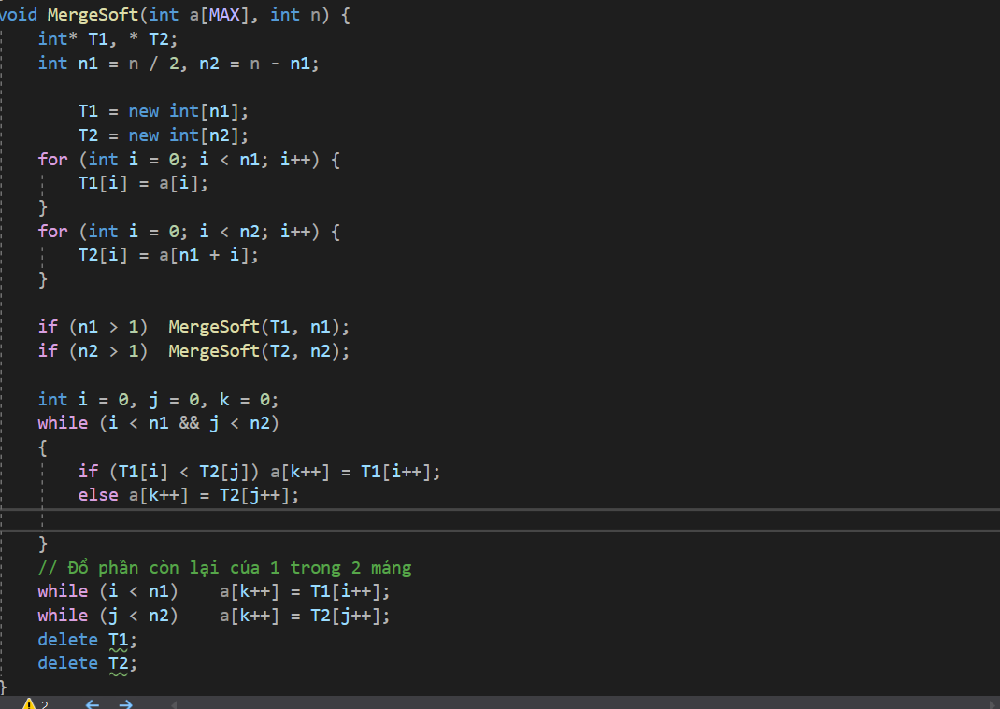 void MergeSoft(int a[MAX], int n) {
int* T1, * T2;
int n1 = n / 2, n2 = n - n1;
T1 = new int[n1];
T2 = new int[n2];
for (int i = 0; i < n1; i++) {
T1[i] = a[i];
}
for (int i = 0; i < n2; i++) {
T2[i] = a[n1 + i];
}
if (n1 > 1)  MergeSoft(T1, n1);
if (n2 > 1)  MergeSoft(T2, n2);
int i = 0, j = 0, k = 0;
while (i < n1 && j < n2)
{
if (T1[i] < T2[j]) a[k++] = T1[i++];
else a[k++] = T2[j++];
}
// Đổ phần còn lại của 1 trong 2 mảng
while (i < n1)    a[k++] = T1[i++];
while (j < n2)    a[k++] = T2[j++];
delete T1;
delete T2;
}
2